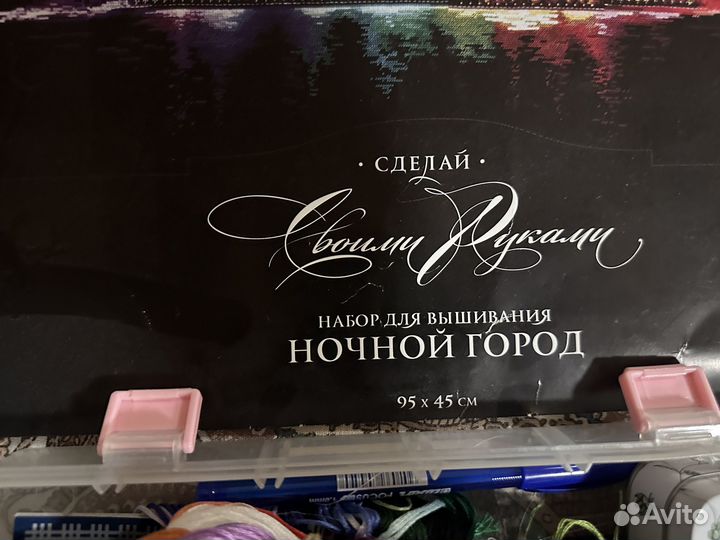 · СДЕЛАЙ ·
Своими Руками
НАБОР ДЛЯ ВЫШИВАНИЯ
НОЧНОЙ ГОРОД
95 х 45 см
Avito